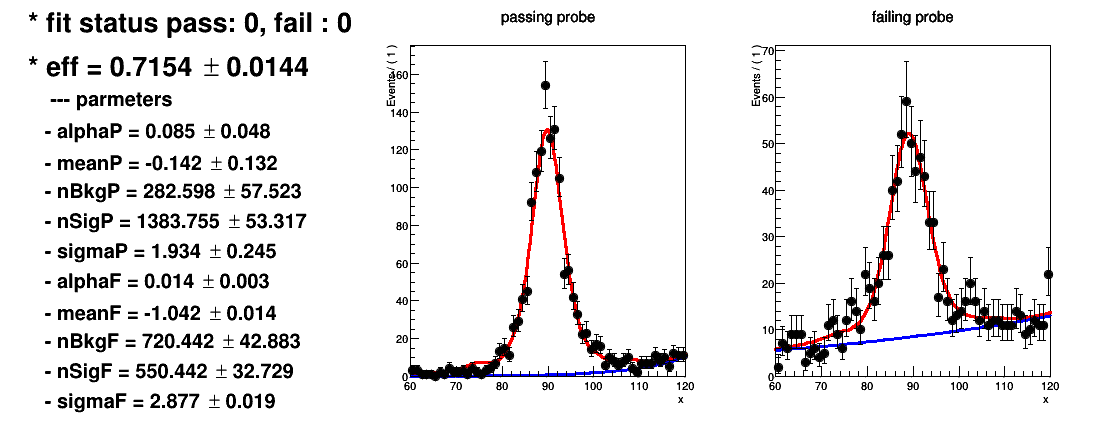 * fit status pass: 0, fail : 0
* eff = 0.7154 ± 0.0144
--- parmeters
- alphaP = 0.085 ± 0.048
- meanP = -0.142 ± 0.132
- nBkgP = 282.598 ± 57.523
- nSigP = 1383.755 ± 53.317
- sigmaP = 1.934 ± 0.245
- alphaF = 0.014 ± 0.003
- meanF = -1.042 ± 0.014
- nBkgF = 720.442 ± 42.883
- nSigF = 550.442 ± 32.729
- sigmaF = 2.877 ± 0.019
passing probe
Events / ( 1 )
160
140
120
100
80
60
40
20
0
60 70 80 90 100 110 120
x
failing probe
Events / ( 1 )
70
60
50
40
30
20
10
0
60 70 80 90 100 110 120
x